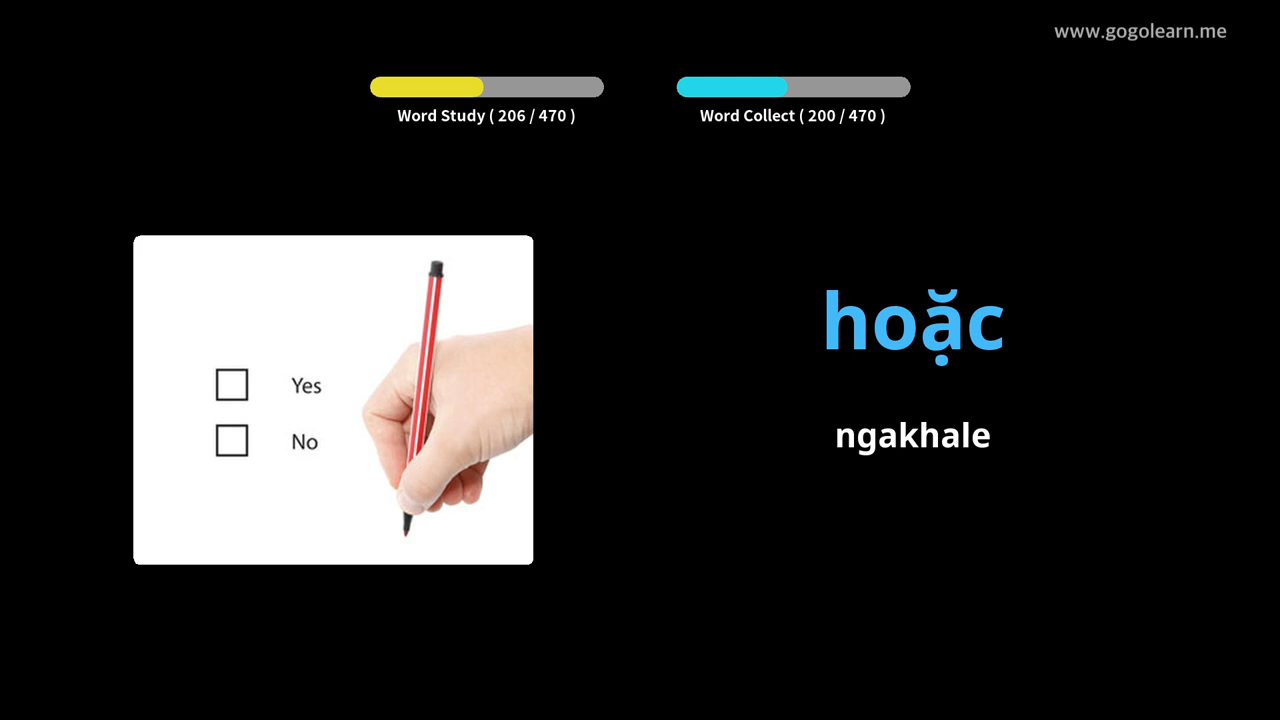 www.gogolearn.me
Word Study ( 206 / 470 )
Word Collect ( 200 / 470 )
Yes
No
hoặc
ngakhale